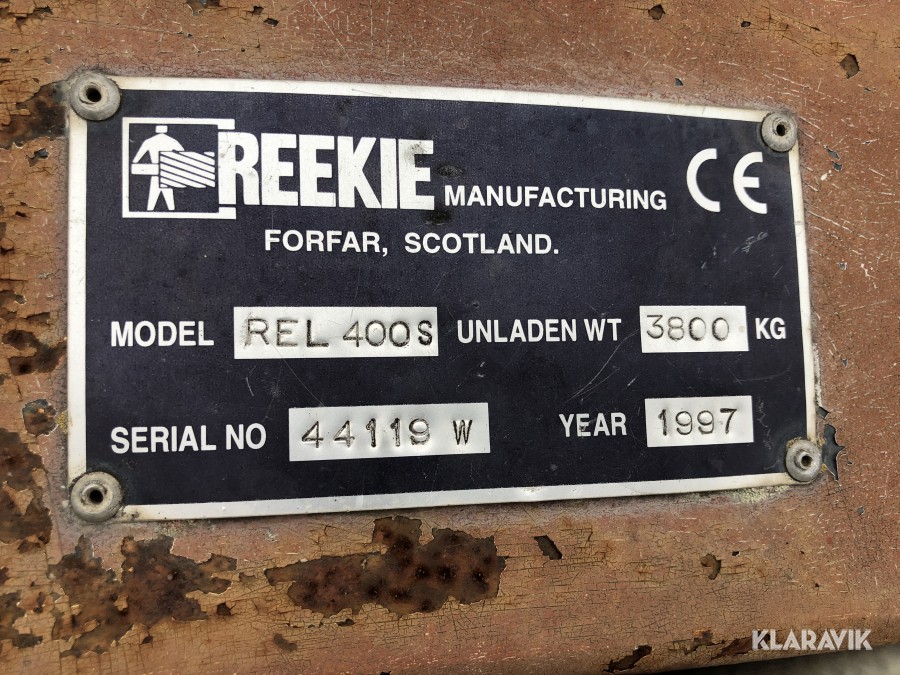 REEKIE MANUFACTURING CE
FORFAR, SCOTLAND.
MODEL REL 400S UNLADEN WT 3800 KG
SERIAL NO 44119 W YEAR 1997
KLARAVIK